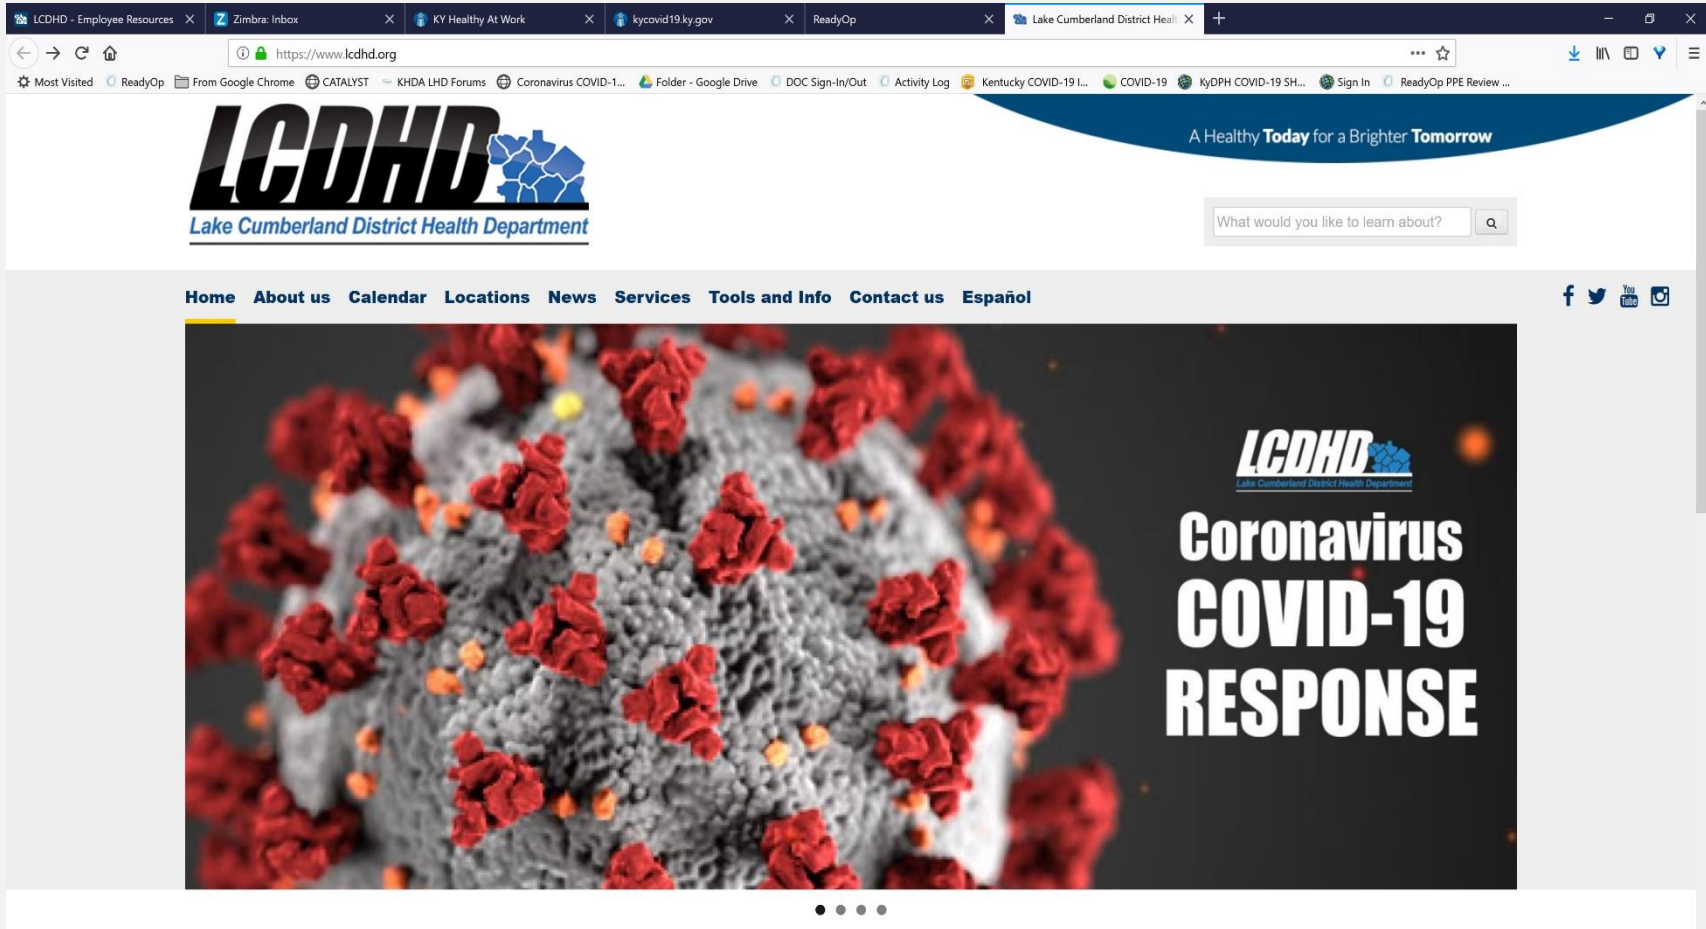 LCDHD - Employee Resources
Zimbra: Inbox
KY Healthy At Work
kycovid19.ky.gov
ReadyOp
Lake Cumberland District Healt
https://www.lcdhd.org
Most Visited ReadyOp From Google Chrome CATALYST KHDA LHD Forums Coronavirus COVID-1... Folder - Google Drive DOC Sign-In/Out Activity Log Kentucky COVID-19 I... COVID-19 KyDPH COVID-19 SH... Sign In ReadyOp PPE Review ...
LCDHD
Lake Cumberland District Health Department
A Healthy Today for a Brighter Tomorrow
What would you like to learn about?
Home About us Calendar Locations News Services Tools and Info Contact us Español
You Tube
LCDHD
Lake Cumberland District Health Department
Coronavirus
COVID-19
RESPONSE